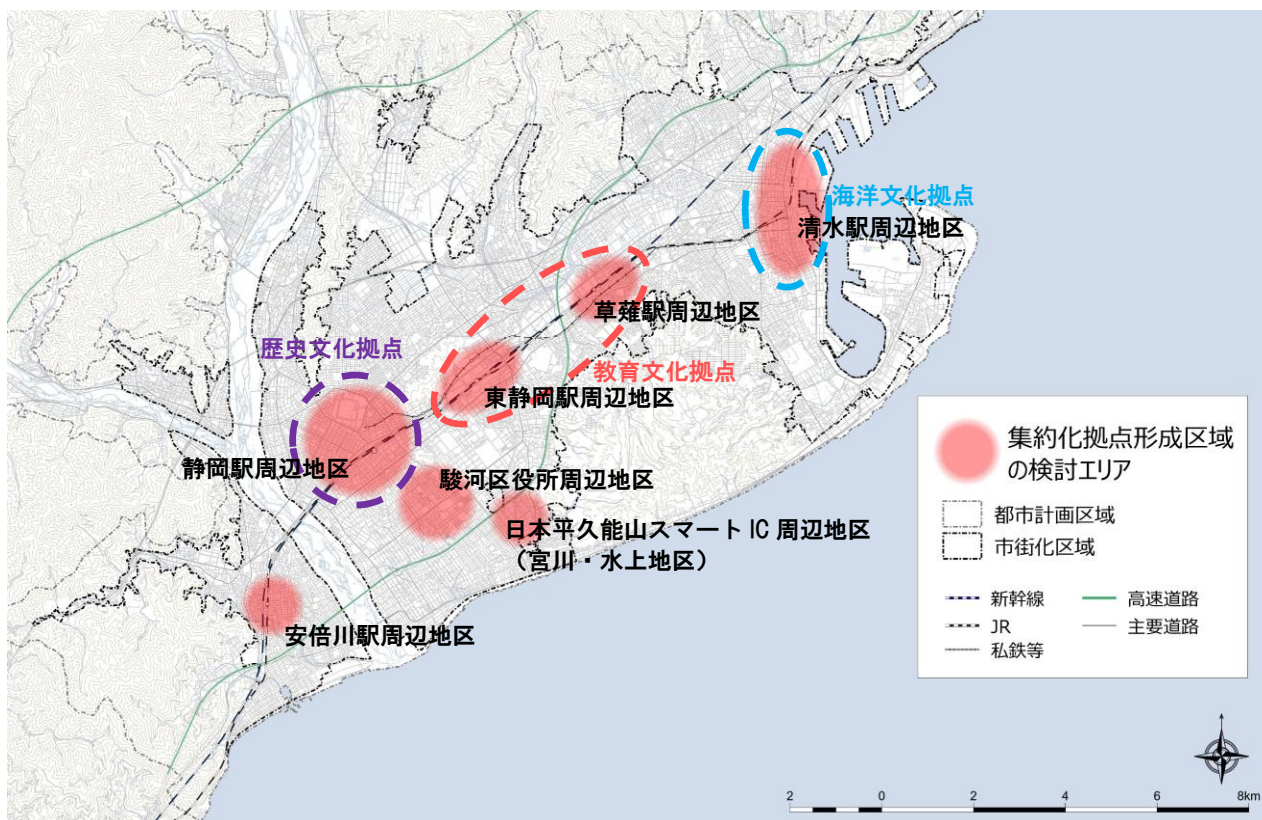 海洋文化拠点
清水駅周辺地区
草薙駅周辺地区
歴史文化拠点
教育文化拠点
東静岡駅周辺地区
静岡駅周辺地区
駿河区役所周辺地区
日本平久能山スマート IC 周辺地区
（宮川・水上地区）
安倍川駅周辺地区
集約化拠点形成区域
の検討エリア
都市計画区域
市街化区域
新幹線
高速道路
JR
主要道路
私鉄等
2 0 2 4 6 8km